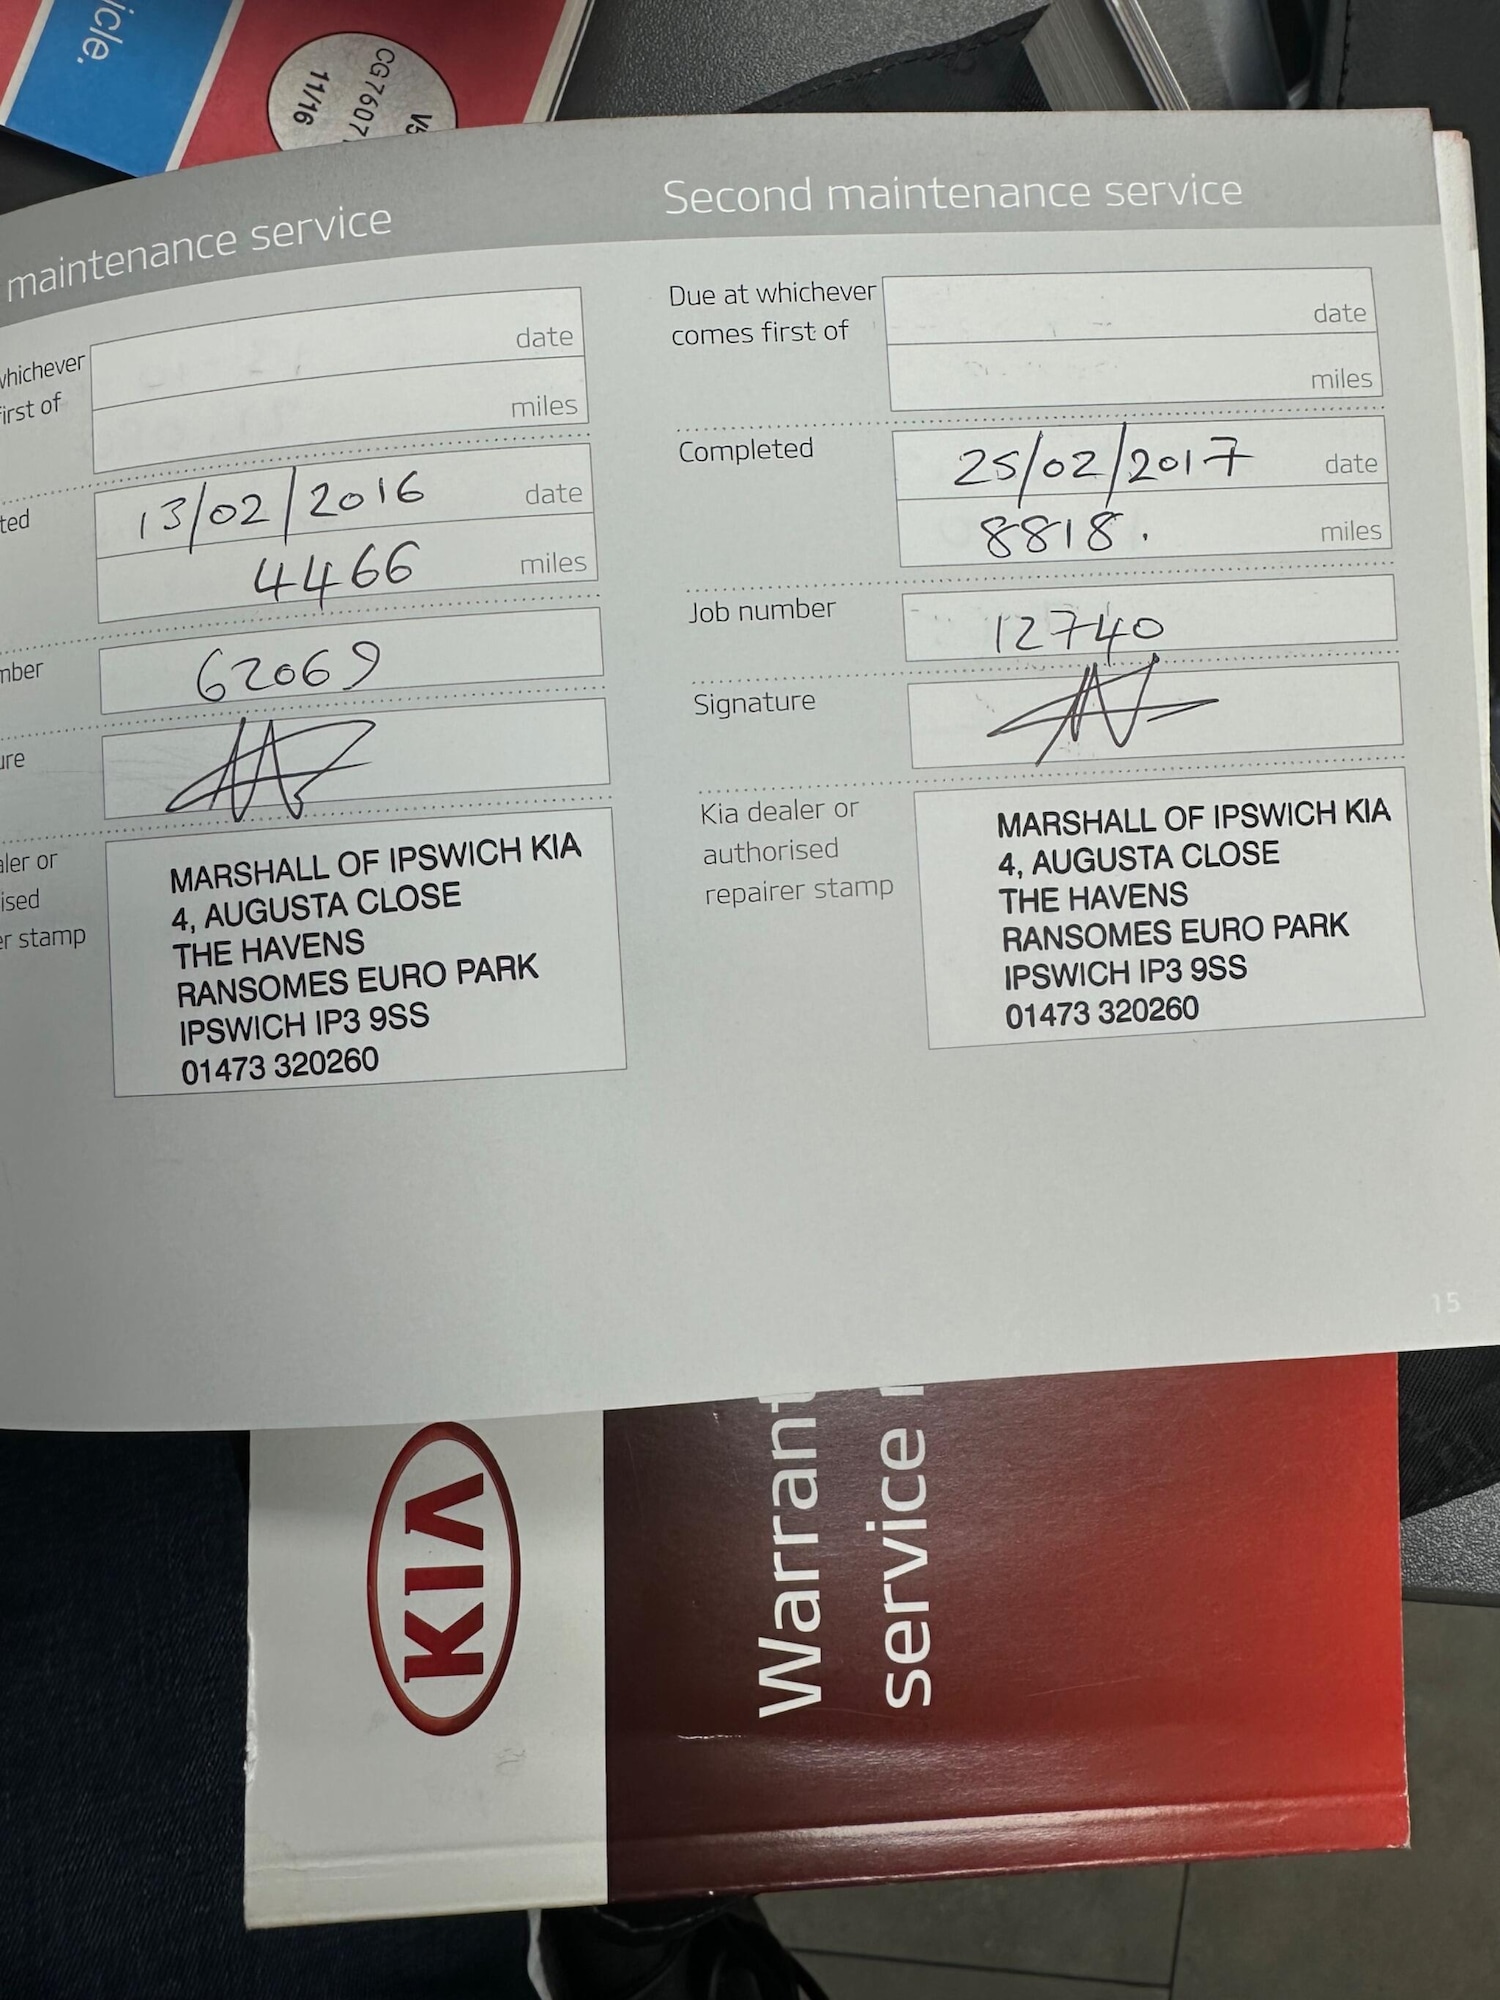 icle.
CG7607
11/16
maintenance service
whichever
first of
date
miles
ted
13/02/2016 date
4466 miles
mber
62069
ure
aler or
ised
er stamp
MARSHALL OF IPSWICH KIA
4, AUGUSTA CLOSE
THE HAVENS
RANSOMES EURO PARK
IPSWICH IP3 9SS
01473 320260
Second maintenance service
Due at whichever
comes first of
date
miles
Completed
25/02/2017 date
8818. miles
Job number
12740
Signature
Kia dealer or
authorised
repairer stamp
MARSHALL OF IPSWICH KIA
4, AUGUSTA CLOSE
THE HAVENS
RANSOMES EURO PARK
IPSWICH IP3 9SS
01473 320260
15
KIA
Warrant
service